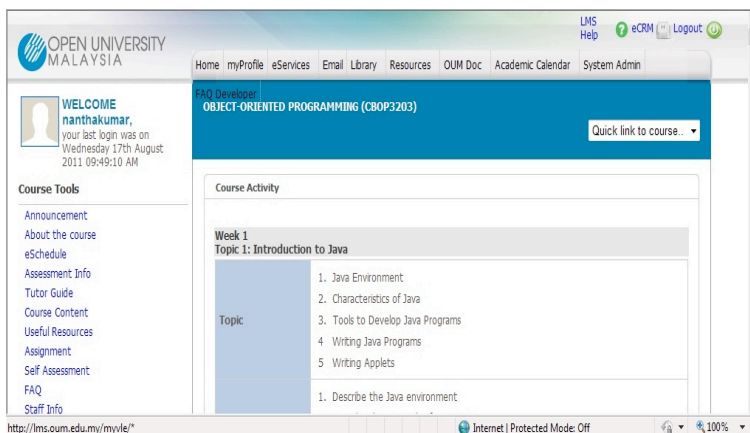 OPEN UNIVERSITY
MALAYSIA
LMS
Help
eCRM
Logout
Home myProfile eServices Email Library Resources OUM Doc Academic Calendar System Admin
FAQ Developer
OBJECT-ORIENTED PROGRAMMING (CBOP3203)
Quick link to course..
WELCOME
nanthakumar,
your last login was on
Wednesday 17th August
2011 09:49:10 AM
Course Tools
Announcement
About the course
eSchedule
Assessment Info
Tutor Guide
Course Content
Useful Resources
Assignment
Self Assessment
FAQ
Staff Info
Course Activity
Week 1
Topic 1: Introduction to Java
Topic
1. Java Environment
2. Characteristics of Java
3. Tools to Develop Java Programs
4 Writing Java Programs
5 Writing Applets
1. Describe the Java environment
http://lms.oum.edu.my/myvle/*
Internet | Protected Mode: Off
100%